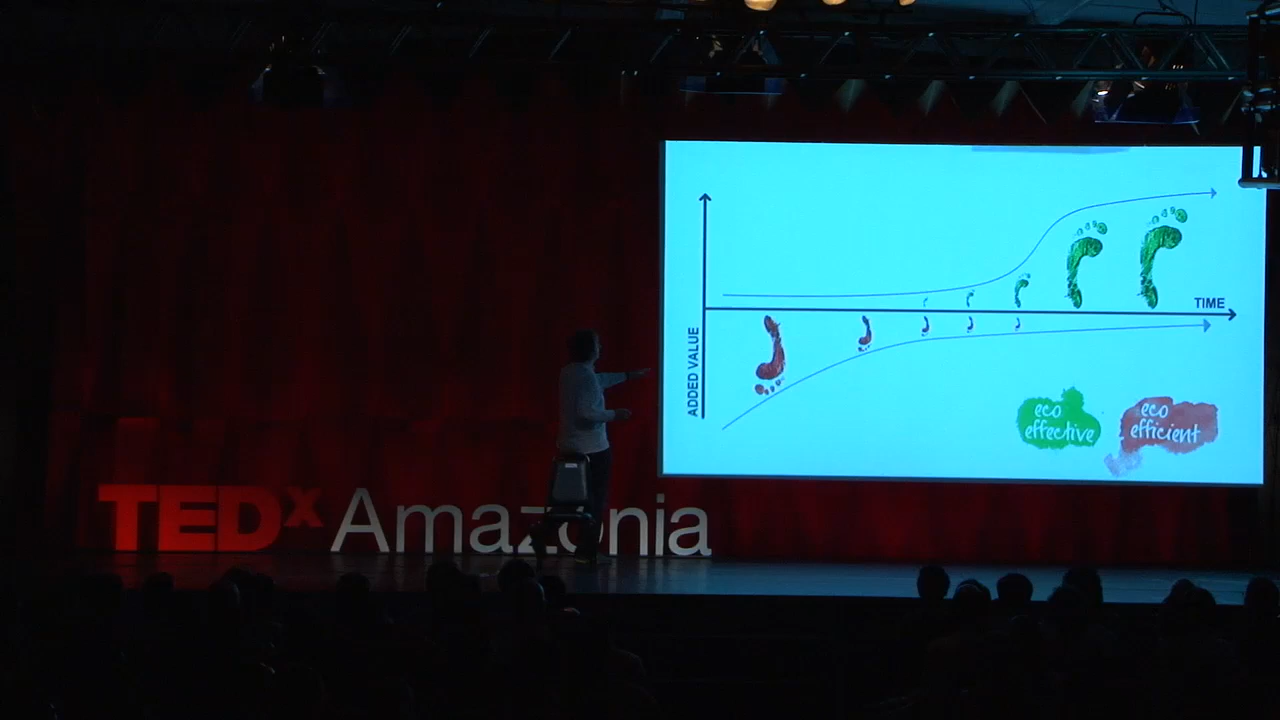 TEDx Amazonia
ADDED VALUE
TIME
eco
effective
eco
efficient